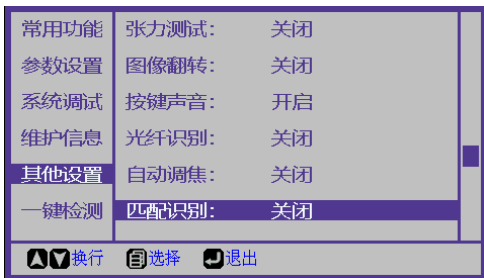 常用功能 张力测试: 关闭
参数设置 图像翻转: 关闭
系统调试 按键声音: 开启
维护信息 光纤识别: 关闭
其他设置 自动调焦: 关闭
一键检测 匹配识别: 关闭
换行 选择 退出